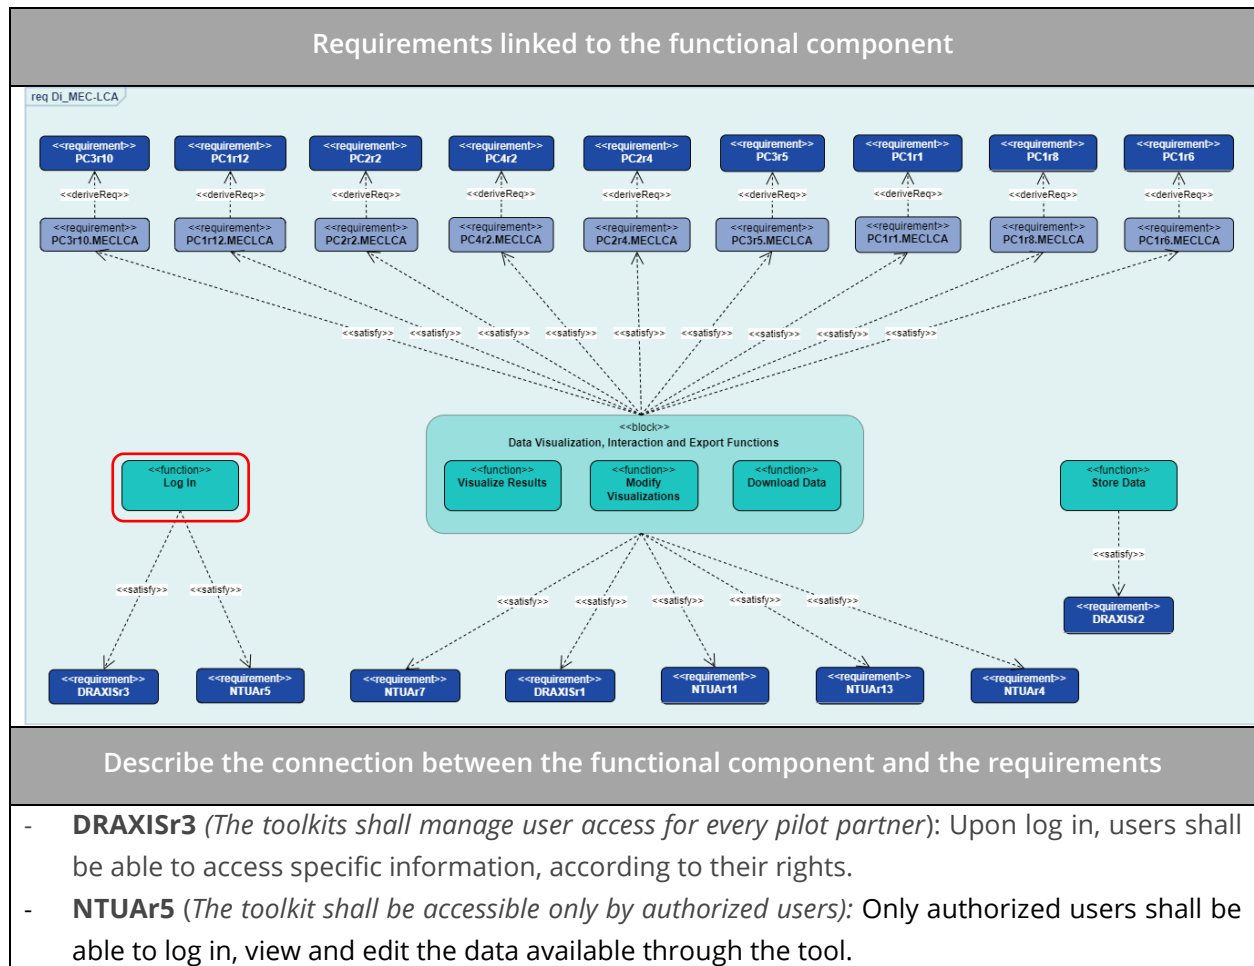 Requirements linked to the functional component
req Di_MEC-LCA
<<requirement>> <<requirement>> <<requirement>> <<requirement>> <<requirement>> <<requirement>> <<requirement>> <<requirement>> <<requirement>>
PC3r10 PC1r12 PC2r2 PC4r2 PC2r4 PC3r5 PC1r1 PC1r8 PC1r6
<<deriveReq>> <<deriveReq>> <<deriveReq>> <<deriveReq>> <<deriveReq>> <<deriveReq>> <<deriveReq>> <<deriveReq>> <<deriveReq>>
<<requirement>> <<requirement>> <<requirement>> <<requirement>> <<requirement>> <<requirement>> <<requirement>> <<requirement>> <<requirement>>
PC3r10.MECLCA PC1r12.MECLCA PC2r2.MECLCA PC4r2.MECLCA PC2r4.MECLCA PC3r5.MECLCA PC1r1.MECLCA PC1r8.MECLCA PC1r6.MECLCA
<<satisfy>> <<satisfy>> <<satisfy>> <<satisfy>> <<satisfy>> <<satisfy>> <<satisfy>> <<satisfy>> <<satisfy>>
<<block>>
Data Visualization, Interaction and Export Functions
<<function>> <<function>> <<function>> <<function>> <<function>>
Log In Visualize Results Modify Download Data Store Data
Visualizations
<<satisfy>>
<<satisfy>> <<satisfy>>
<<satisfy>> <<satisfy>> <<satisfy>> <<satisfy>> <<satisfy>>
<<requirement>>
DRAXISr2
<<requirement>> <<requirement>> <<requirement>> <<requirement>> <<requirement>> <<requirement>> <<requirement>>
DRAXISr3 NTUAr5 NTUAr7 DRAXISr1 NTUAr11 NTUAr13 NTUAr4
Describe the connection between the functional component and the requirements
- DRAXISr3 (The toolkits shall manage user access for every pilot partner): Upon log in, users shall
be able to access specific information, according to their rights.
- NTUAr5 (The toolkit shall be accessible only by authorized users): Only authorized users shall be
able to log in, view and edit the data available through the tool.